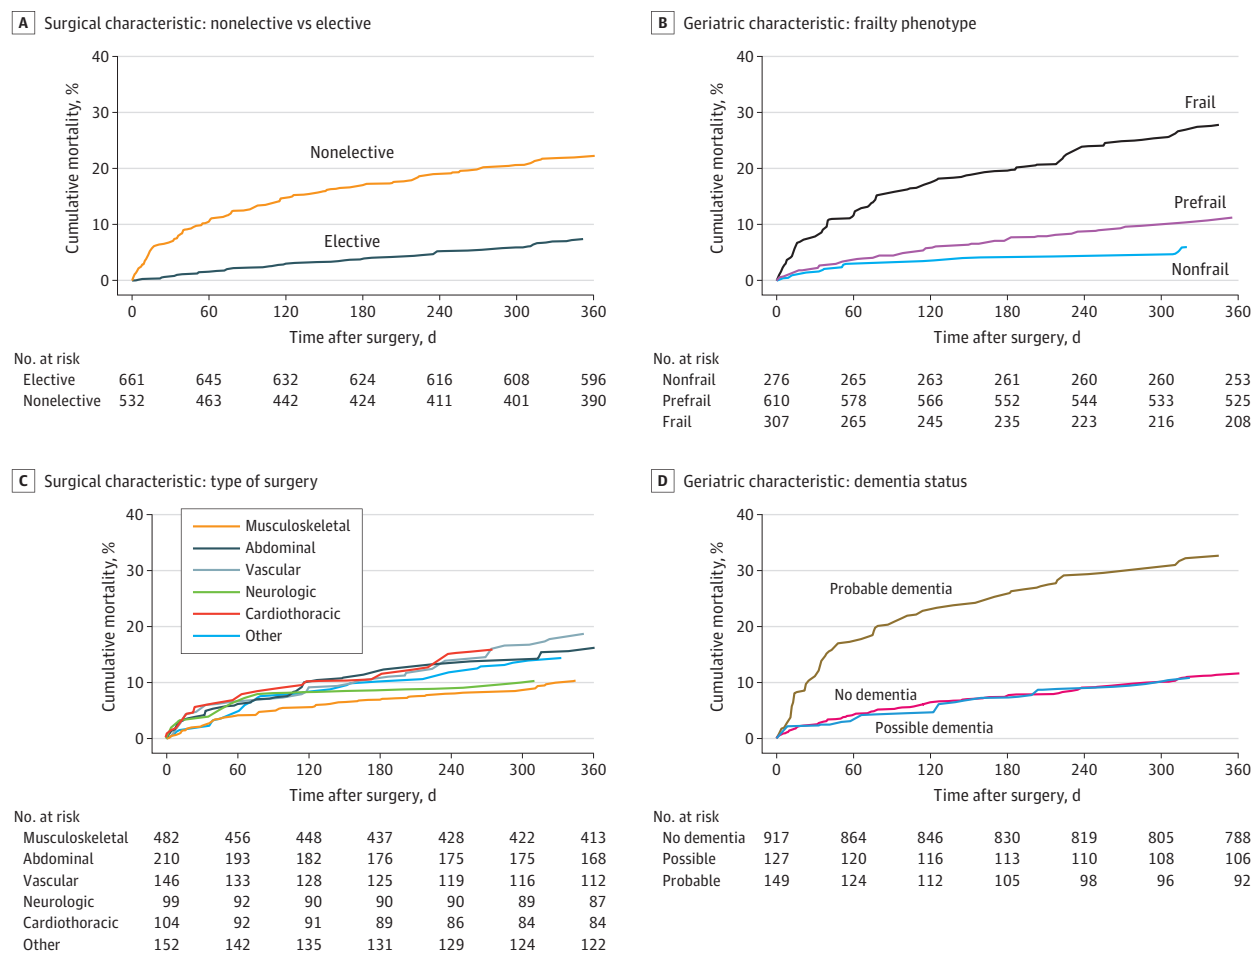 A Surgical characteristic: nonelective vs elective
40
30
20
10
0
Cumulative mortality, %
Nonelective
Elective
0 60 120 180 240 300 360
Time after surgery, d
No. at risk
Elective 661 645 632 624 616 608 596
Nonelective 532 463 442 424 411 401 390
B Geriatric characteristic: frailty phenotype
40
30
20
10
0
Cumulative mortality, %
Frail
Prefrail
Nonfrail
0 60 120 180 240 300 360
Time after surgery, d
No. at risk
Nonfrail 276 265 263 261 260 260 253
Prefrail 610 578 566 552 544 533 525
Frail 307 265 245 235 223 216 208
C Surgical characteristic: type of surgery
40
30
20
10
0
Cumulative mortality, %
Musculoskeletal
Abdominal
Vascular
Neurologic
Cardiothoracic
Other
0 60 120 180 240 300 360
Time after surgery, d
No. at risk
Musculoskeletal 482 456 448 437 428 422 413
Abdominal 210 193 182 176 175 175 168
Vascular 146 133 128 125 119 116 112
Neurologic 99 92 90 90 90 89 87
Cardiothoracic 104 92 91 89 86 84 84
Other 152 142 135 131 129 124 122
D Geriatric characteristic: dementia status
40
30
20
10
0
Cumulative mortality, %
Probable dementia
No dementia
Possible dementia
0 60 120 180 240 300 360
Time after surgery, d
No. at risk
No dementia 917 864 846 830 819 805 788
Possible 127 120 116 113 110 108 106
Probable 149 124 112 105 98 96 92